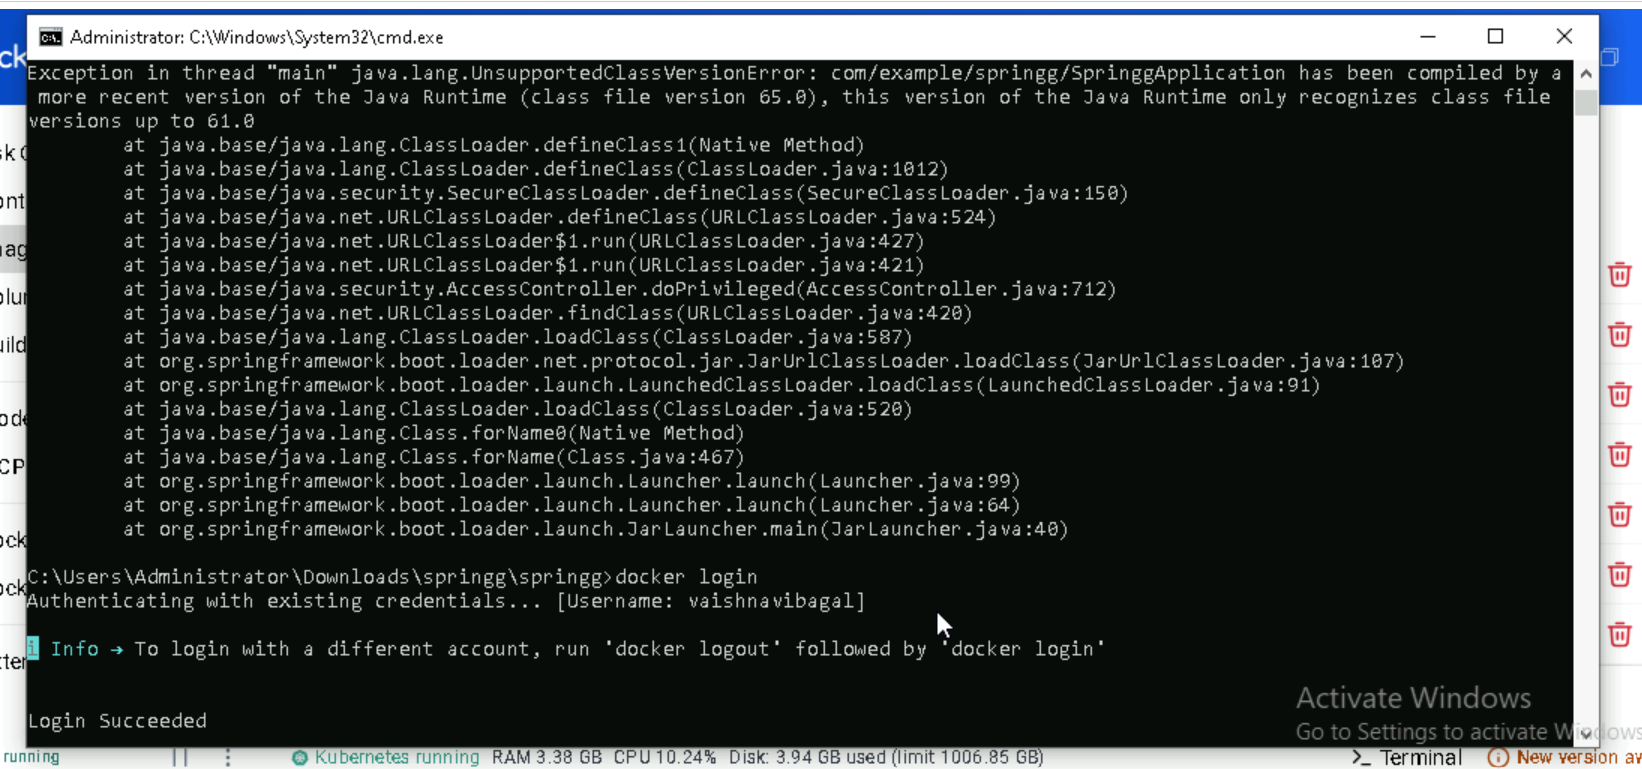 Administrator: C:\Windows\System32\cmd.exe
Exception in thread "main" java.lang.UnsupportedClassVersionError: com/example/springg/SpringgApplication has been compiled by a
more recent version of the Java Runtime (class file version 65.0), this version of the Java Runtime only recognizes class file
versions up to 61.0
at java.base/java.lang.ClassLoader.defineClass1(Native Method)
at java.base/java.lang.ClassLoader.defineClass(ClassLoader.java:1012)
at java.base/java.security.SecureClassLoader.defineClass(SecureClassLoader.java:150)
at java.base/java.net.URLClassLoader.defineClass(URLClassLoader.java:524)
at java.base/java.net.URLClassLoader$1.run(URLClassLoader.java:427)
at java.base/java.net.URLClassLoader$1.run(URLClassLoader.java:421)
at java.base/java.security.AccessController.doPrivileged(AccessController.java:712)
at java.base/java.net.URLClassLoader.findClass(URLClassLoader.java:420)
at java.base/java.lang.ClassLoader.loadClass(ClassLoader.java:587)
at org.springframework.boot.loader.net.protocol.jar.JarUrlClassLoader.loadClass(JarUrlClassLoader.java:107)
at org.springframework.boot.loader.launch.LaunchedClassLoader.loadClass(LaunchedClassLoader.java:91)
at java.base/java.lang.ClassLoader.loadClass(ClassLoader.java:520)
at java.base/java.lang.Class.forName0(Native Method)
at java.base/java.lang.Class.forName(Class.java:467)
at org.springframework.boot.loader.launch.Launcher.launch(Launcher.java:99)
at org.springframework.boot.loader.launch.Launcher.launch(Launcher.java:64)
at org.springframework.boot.loader.launch.JarLauncher.main(JarLauncher.java:40)
C:\Users\Administrator\Downloads\springg\springg>docker login
Authenticating with existing credentials... [Username: vaishnavibagal]
i Info → To login with a different account, run 'docker logout' followed by 'docker login'
Login Succeeded
Activate Windows
Go to Settings to activate Windows
running
Kubernetes running RAM 3.38 GB CPU 10.24% Disk: 3.94 GB used (limit 1006.85 GB)
>_ Terminal
New version av